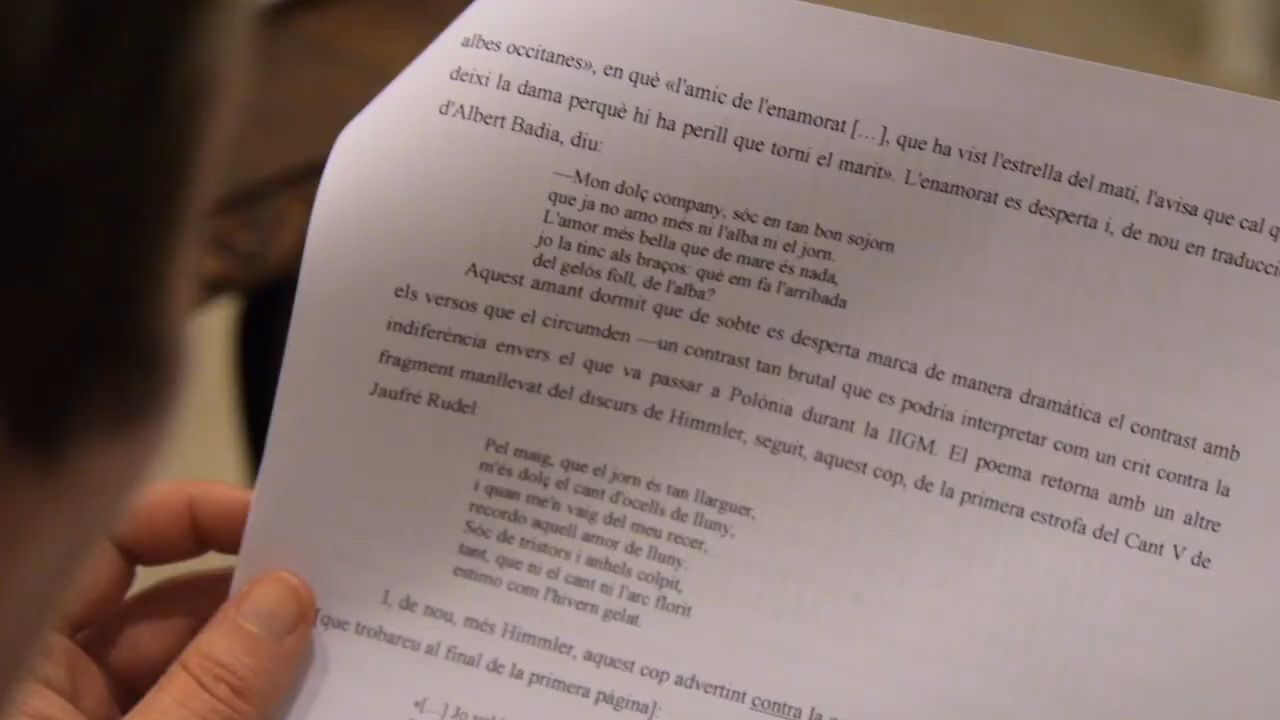 albes occitanes», en què «l'amic de l'enamorat [...], que ha vist l'estrella del matí, l'avisa que cal q
deixi la dama perquè hi ha perill que torni el marit». L'enamorat es desperta i, de nou en traducci
d'Albert Badia, diu:
—Mon dolç company, sóc en tan bon sojorn
que ja no amo més ni l'alba ni el jorn.
L'amor més bella que de mare és nada,
jo la tinc als braços: què em fa l'arribada
del gelós foll, de l'alba?
Aquest amant dormit que de sobte es desperta marca de manera dramàtica el contrast amb
els versos que el circumden —un contrast tan brutal que es podria interpretar com un crit contra la
indiferència envers el que va passar a Polònia durant la IIGM. El poema retorna amb un altre
fragment manllevat del discurs de Himmler, seguit, aquest cop, de la primera estrofa del Cant V de
Jaufré Rudel:
Pel maig, que el jorn és tan llarguer,
m'és dolç el cant d'ocells de lluny,
i quan me'n vaig del meu recer,
recordo aquell amor de lluny.
Sóc de tristors i anhels colpit,
tant, que ni el cant ni l'arc florit
estimo com l'hivern gelat.
I, de nou, més Himmler, aquest cop advertint contra la
[que trobareu al final de la primera pàgina]:
«[...] Jo